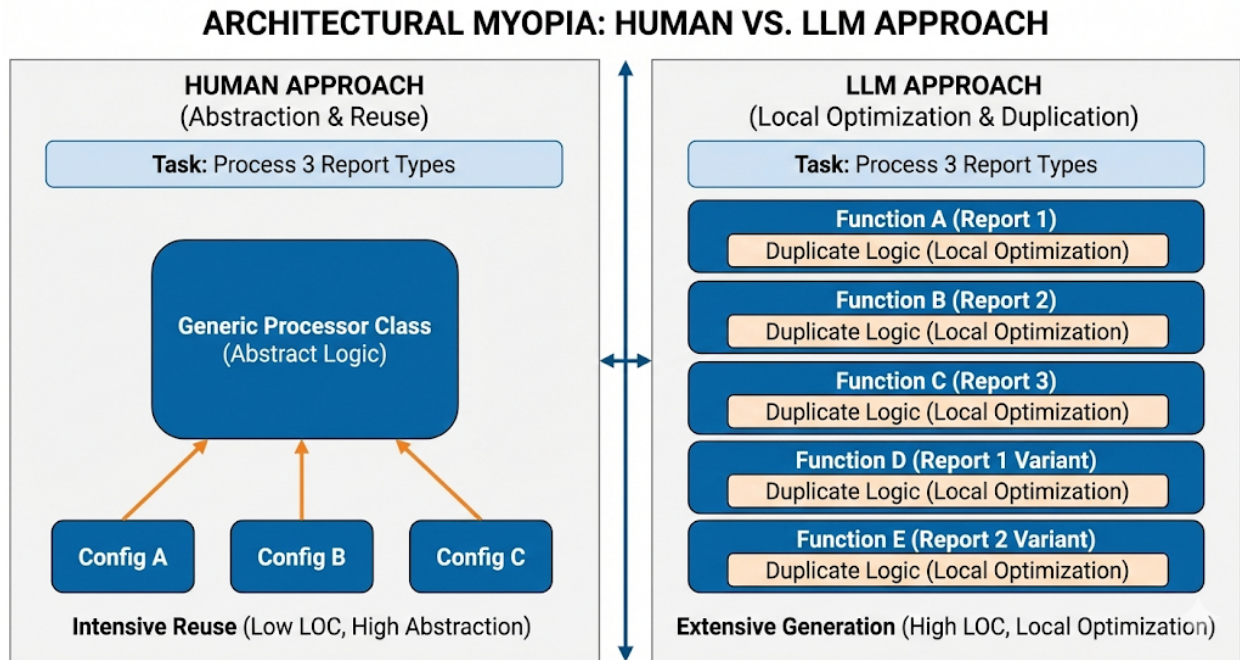 ARCHITECTURAL MYOPIA: HUMAN VS. LLM APPROACH
HUMAN APPROACH
(Abstraction & Reuse)
Task: Process 3 Report Types
Generic Processor Class
(Abstract Logic)
Config A
Config B
Config C
Intensive Reuse (Low LOC, High Abstraction)
LLM APPROACH
(Local Optimization & Duplication)
Task: Process 3 Report Types
Function A (Report 1)
Duplicate Logic (Local Optimization)
Function B (Report 2)
Duplicate Logic (Local Optimization)
Function C (Report 3)
Duplicate Logic (Local Optimization)
Function D (Report 1 Variant)
Duplicate Logic (Local Optimization)
Function E (Report 2 Variant)
Duplicate Logic (Local Optimization)
Extensive Generation (High LOC, Local Optimization)